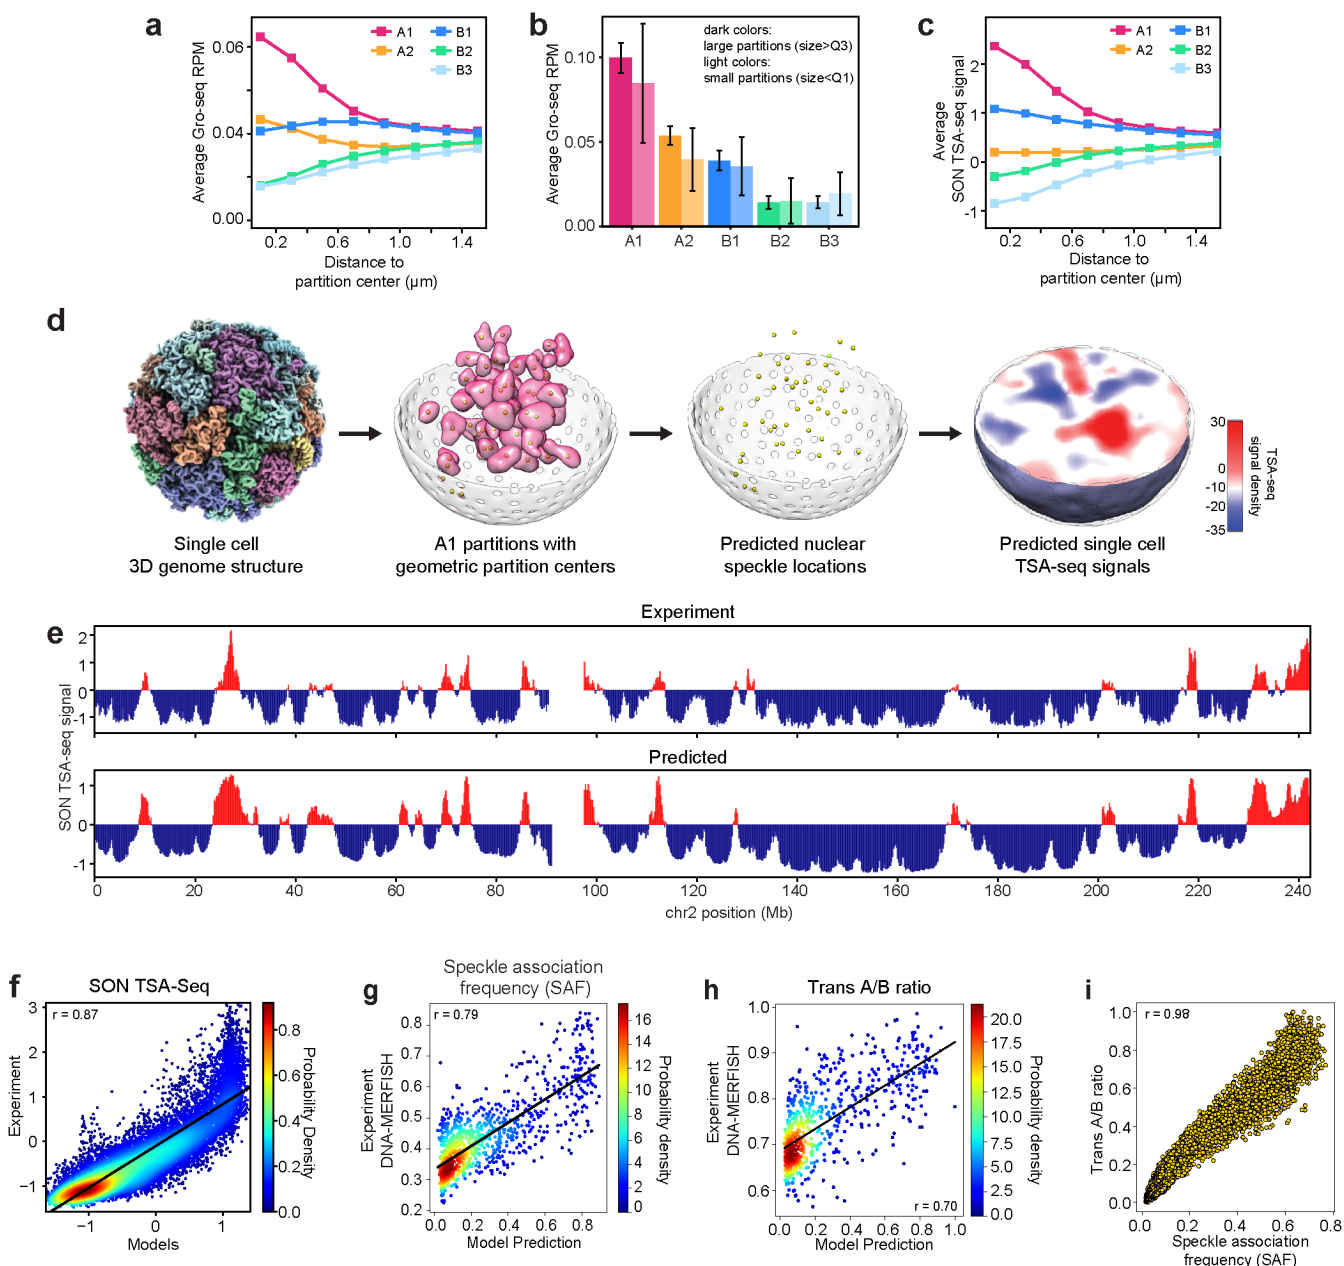 a
Average Gro-seq RPM
0.06
0.04
0.00
A1
A2
B1
B2
B3
0.2
0.6
1.0
1.4
Distance to
partition center (μm)
b
Average Gro-seq RPM
0.10
0.05
0.00
dark colors:
large partitions (size>Q3)
light colors:
small partitions (size<Q1)
A1
A2
B1
B2
B3
c
Average
SON TSA-seq signal
2
1
0
-1
A1
A2
B1
B2
B3
0.2
0.6
1.0
1.4
Distance to
partition center (μm)
d
Single cell
3D genome structure
A1 partitions with
geometric partition centers
Predicted nuclear
speckle locations
Predicted single cell
TSA-seq signals
30
0
-10
-20
-35
TSA-seq
signal density
e
Experiment
2
1
0
-1
SON TSA-seq signal
Predicted
1
0
-1
0
20
40
60
80
100
120
140
160
180
200
220
240
chr2 position (Mb)
f
SON TSA-Seq
r = 0.87
Experiment
3
2
1
0
−1
−1
0
1
Models
0.8
0.6
0.4
0.2
0.0
Probability Density
g
Speckle association
frequency (SAF)
r = 0.79
Experiment
DNA-MERFISH
0.8
0.7
0.6
0.5
0.4
0.3
0.2
0.0
0.2
0.4
0.6
0.8
Model Prediction
16
14
12
10
8
6
4
2
0
Probability density
h
Trans A/B ratio
Experiment
DNA-MERFISH
1.0
0.9
0.8
0.7
0.6
r = 0.70
0.0
0.2
0.4
0.6
0.8
1.0
Model Prediction
20.0
17.5
15.0
12.5
10.0
7.5
5.0
2.5
0.0
Probability density
i
r = 0.98
Trans A/B ratio
1.0
0.8
0.6
0.4
0.2
0.0
0.0
0.2
0.4
0.6
0.8
Speckle association
frequency (SAF)